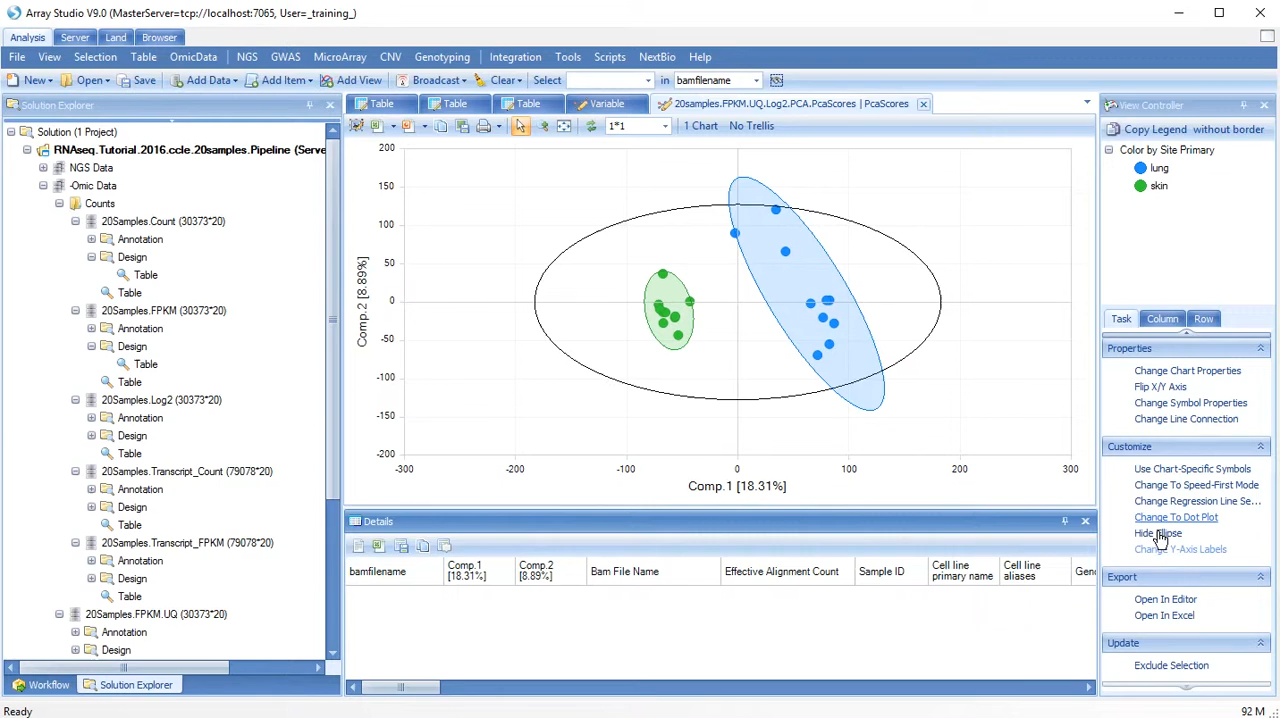 Array Studio V9.0 (MasterServer=tcp://localhost:7065, User=_training_)
Analysis Server Land Browser
File View Selection Table OmicData NGS GWAS MicroArray CNV Genotyping Integration Tools Scripts NextBio Help
New Open Save Add Data Add Item Add View Broadcast Clear Select in bamfilename
Solution Explorer
Solution (1 Project)
RNAseq.Tutorial.2016.ccle.20samples.Pipeline (Serve
NGS Data
-Omic Data
Counts
20Samples.Count (30373*20)
Annotation
Design
Table
Table
20Samples.FPKM (30373*20)
Annotation
Design
Table
Table
20Samples.Log2 (30373*20)
Annotation
Design
Table
20Samples.Transcript_Count (79078*20)
Annotation
Design
Table
20Samples.Transcript_FPKM (79078*20)
Annotation
Design
Table
20Samples.FPKM.UQ (30373*20)
Annotation
Design
Workflow Solution Explorer
Table Table Table Variable 20samples.FPKM.UQ.Log2.PCA.PcaScores | PcaScores
1*1 1 Chart No Trellis
200
150
100
50
0
-50
-100
-150
-200
Comp.2 [8.89%]
-300 -200 -100 0 100 200 300
Comp.1 [18.31%]
Details
bamfilename Comp.1 [18.31%] Comp.2 [8.89%] Bam File Name Effective Alignment Count Sample ID Cell line primary name Cell line aliases Gend
View Controller
Copy Legend without border
Color by Site Primary
lung
skin
Task Column Row
Properties
Change Chart Properties
Flip X/Y Axis
Change Symbol Properties
Change Line Connection
Customize
Use Chart-Specific Symbols
Change To Speed-First Mode
Change Regression Line Se...
Change To Dot Plot
Hide Ellipse
Change Y-Axis Labels
Export
Open In Editor
Open In Excel
Update
Exclude Selection
Ready 92 M